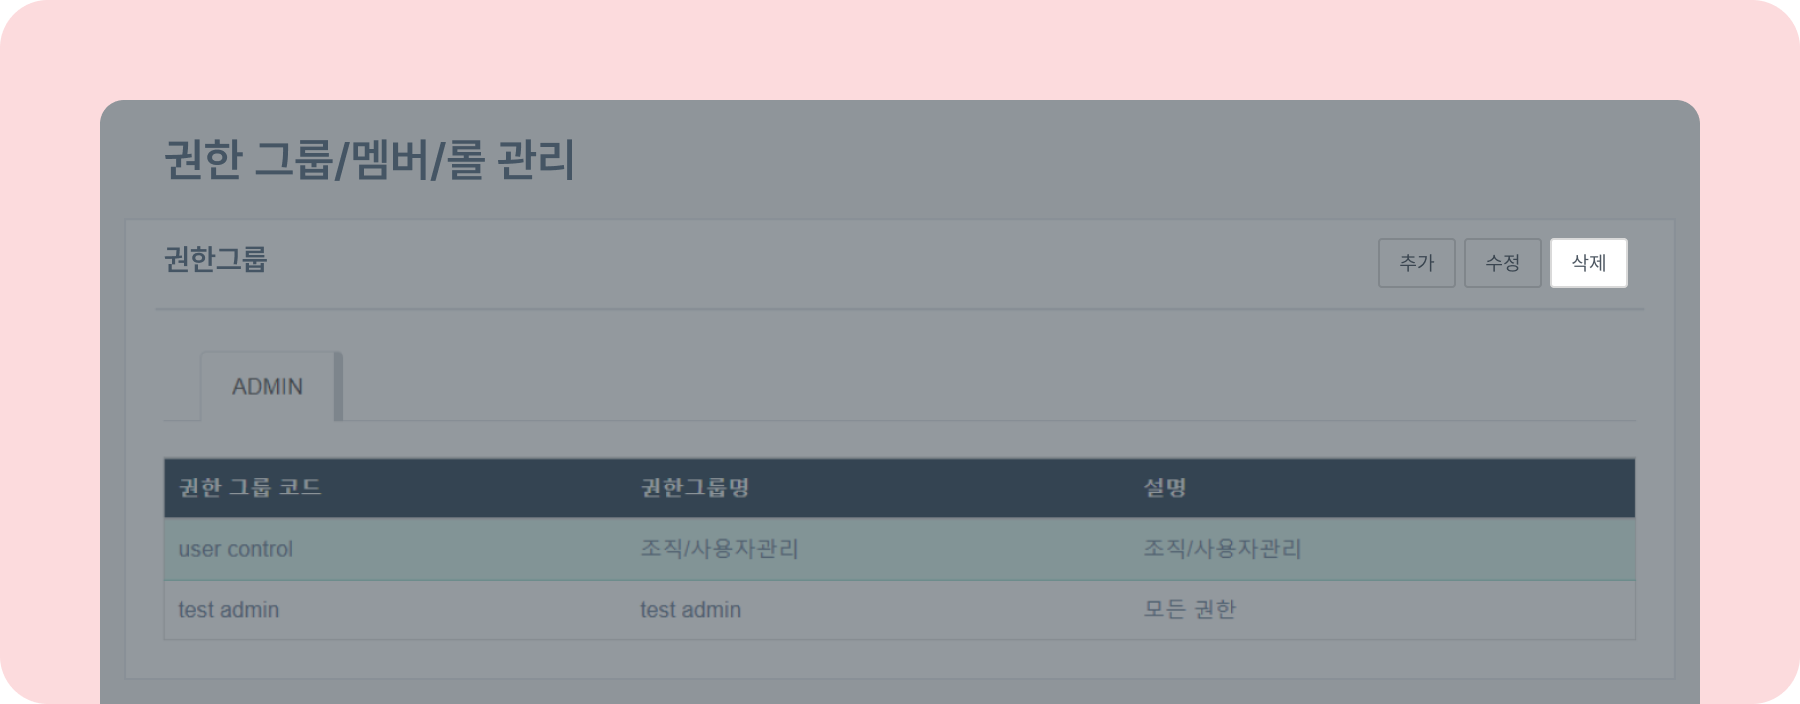 권한 그룹/멤버/롤 관리
권한그룹
추가 수정 삭제
ADMIN
권한 그룹 코드 권한그룹명 설명
user control 조직/사용자관리 조직/사용자관리
test admin test admin 모든 권한